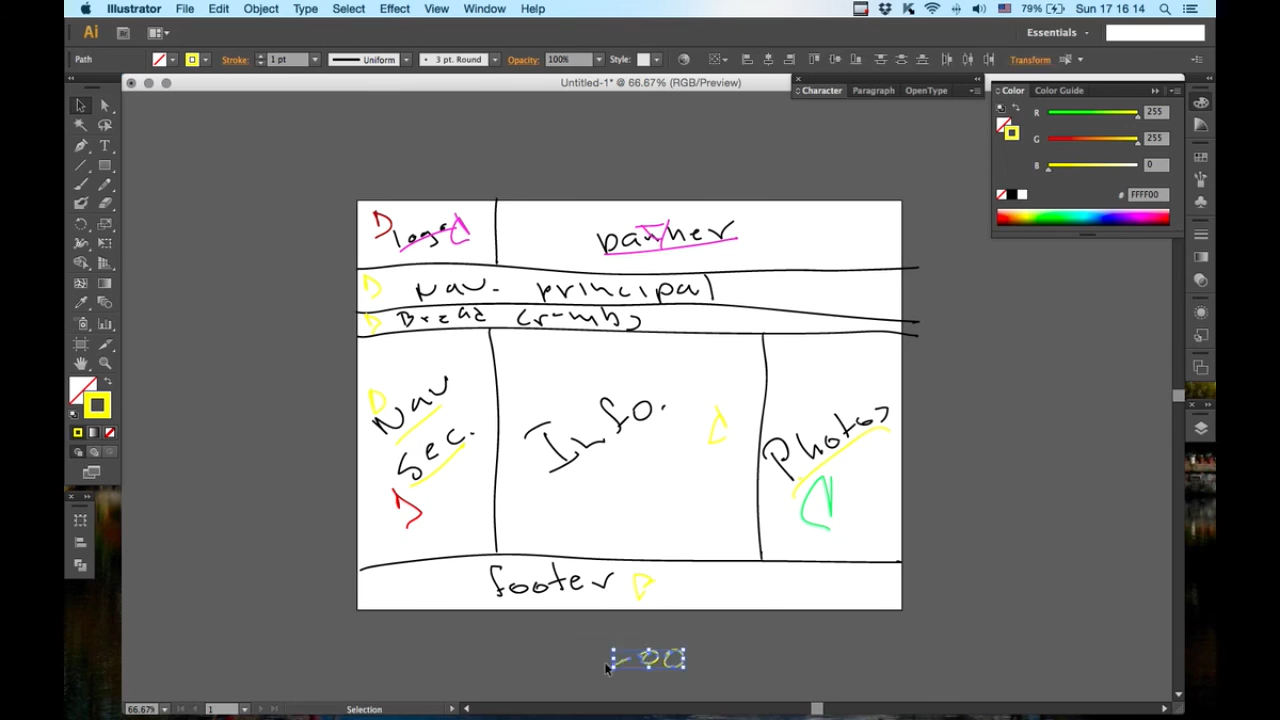 Illustrator File Edit Object Type Select Effect View Window Help 79% Sun 17 16 14
Ai Essentials
Path Stroke: 1 pt Uniform 3 pt. Round Opacity: 100% Style: Transform
Untitled-1* @ 66.67% (RGB/Preview)
Character Paragraph OpenType
Color Color Guide
R 255
G 255
B 0
# FFFF00
logo banner
Nav. principal
Bread crumbs
Nav
Sec.
Info.
Photos
footer
66.67% 1 Selection